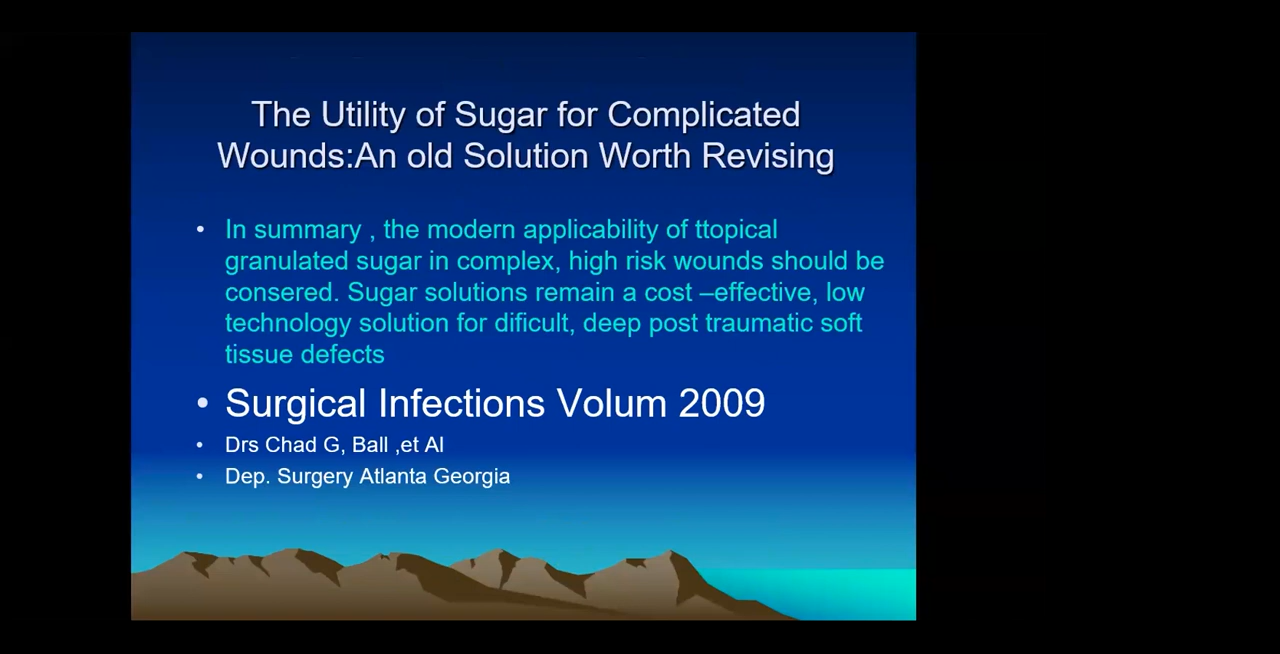 The Utility of Sugar for Complicated
Wounds:An old Solution Worth Revising
• In summary , the modern applicability of ttopical
granulated sugar in complex, high risk wounds should be
consered. Sugar solutions remain a cost –effective, low
technology solution for dificult, deep post traumatic soft
tissue defects
• Surgical Infections Volum 2009
• Drs Chad G, Ball ,et Al
• Dep. Surgery Atlanta Georgia